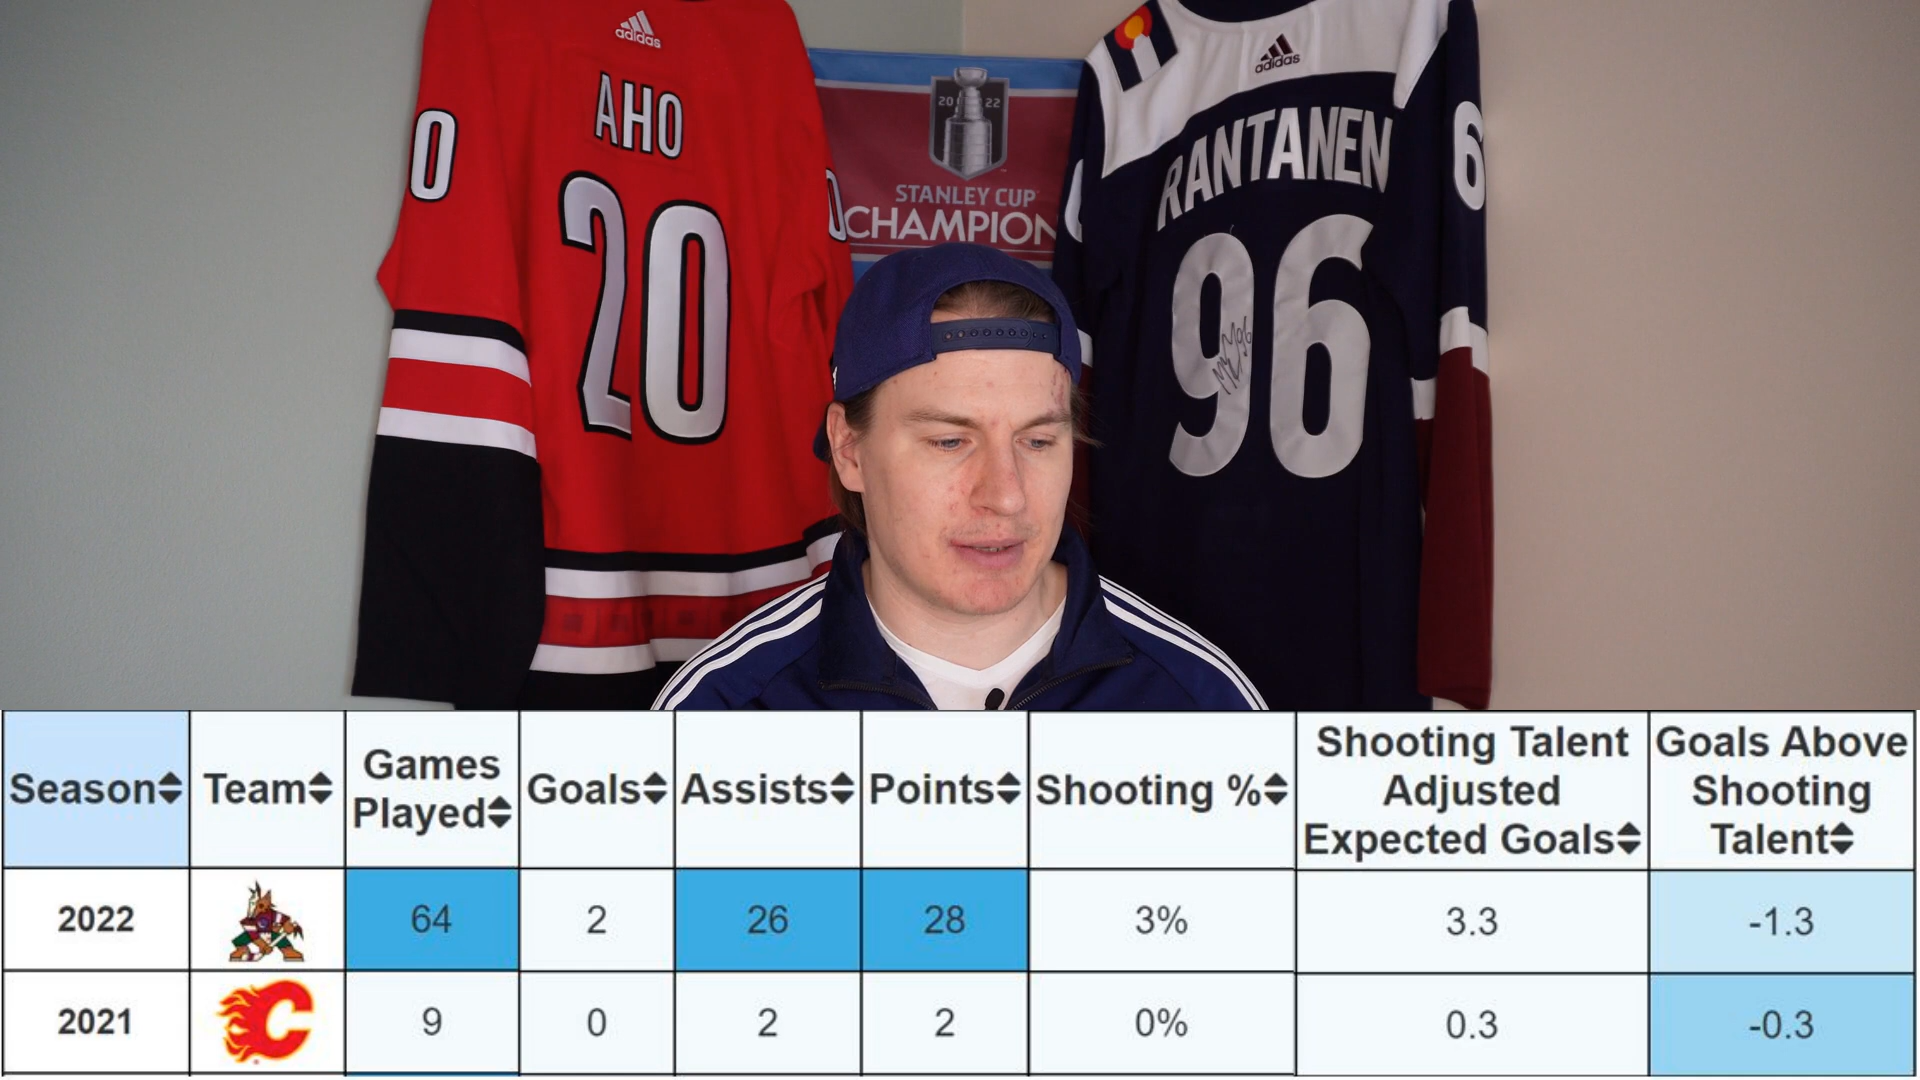 adidas
AHO
20
0
0
20 22
STANLEY CUP
CHAMPION
adidas
RANTANEN
96
6
Season Team Games Played Goals Assists Points Shooting % Shooting Talent Adjusted Expected Goals Goals Above Shooting Talent
2022 64 2 26 28 3% 3.3 -1.3
2021 9 0 2 2 0% 0.3 -0.3